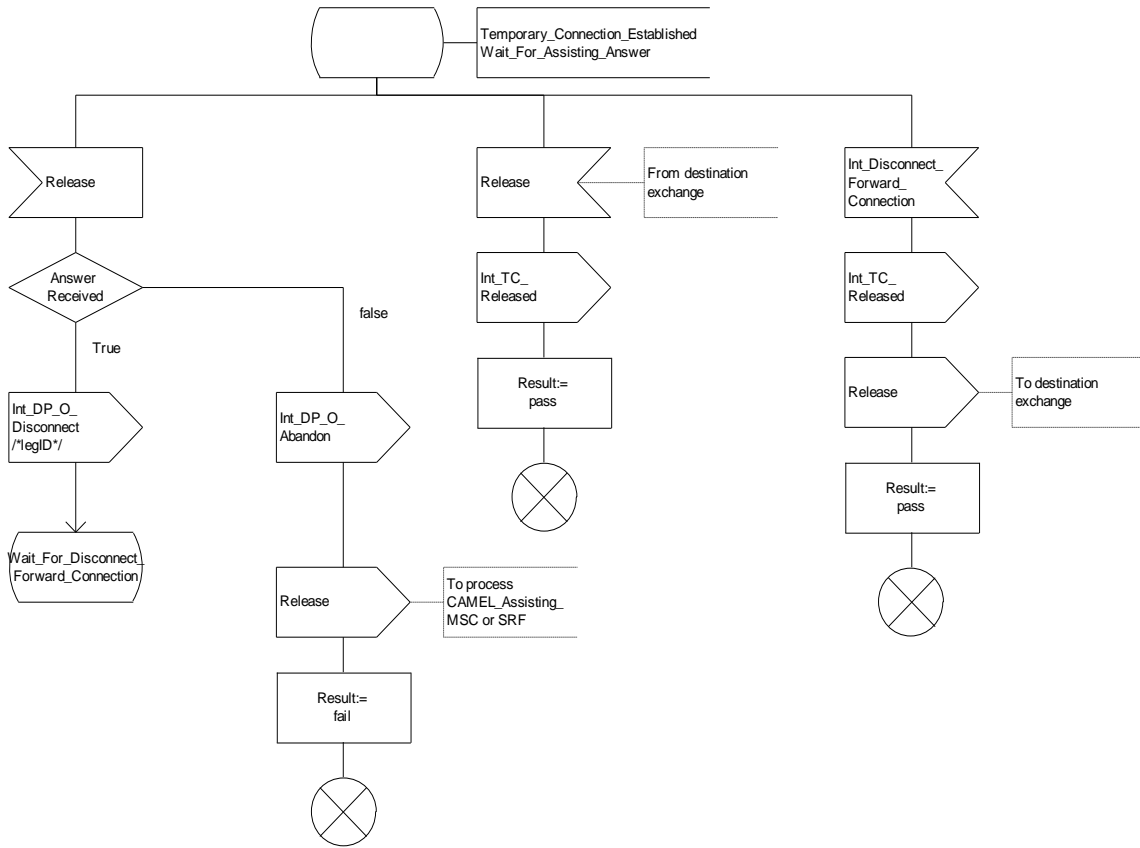 Temporary_Connection_Established
Wait_For_Assisting_Answer
Release
Release
From destination
exchange
Int_Disconnect_
Forward_
Connection
Answer
Received
false
True
Int_TC_
Released
Int_TC_
Released
Int_DP_O_
Disconnect
/*legID*/
Int_DP_O_
Abandon
Result:=
pass
Release
To destination
exchange
Wait_For_Disconnect_
Forward_Connection
Result:=
pass
Release
To process
CAMEL_Assisting_
MSC or SRF
Result:=
fail